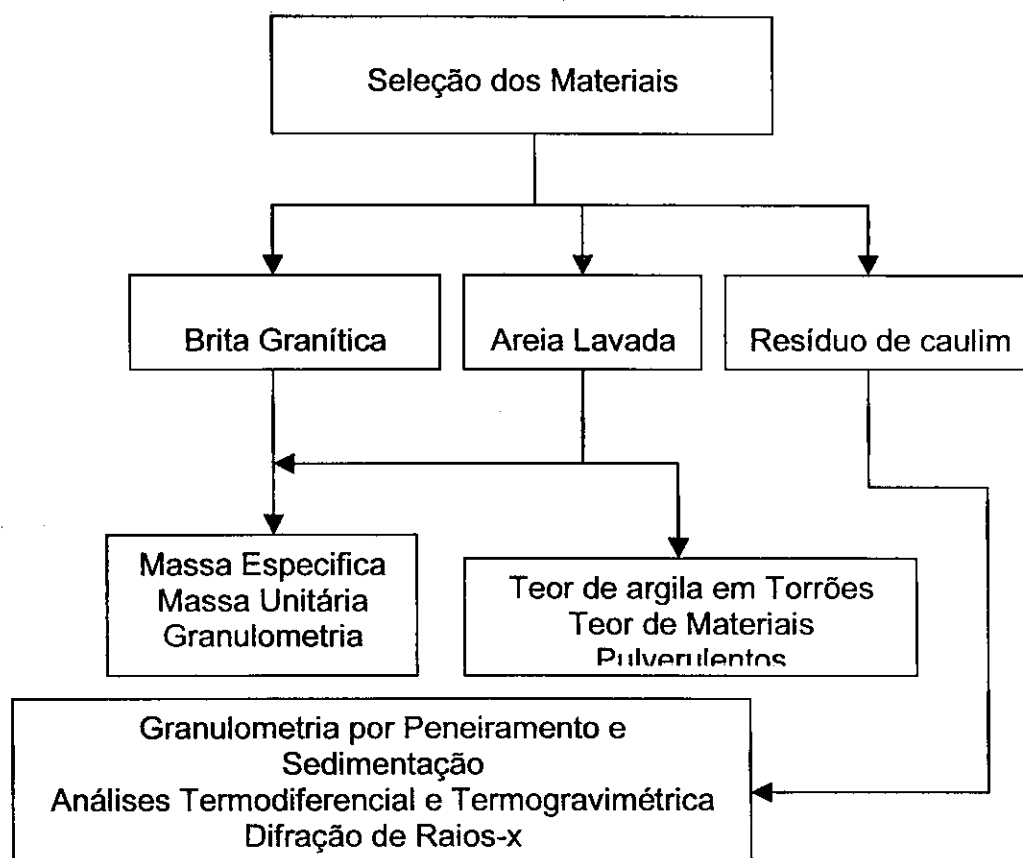 Seleção dos Materiais
Brita Granítica
Areia Lavada
Resíduo de caulim
Massa Especifica
Massa Unitária
Granulometria
Teor de argila em Torrões
Teor de Materiais
Pulverulentos
Granulometria por Peneiramento e
Sedimentação
Análises Termodiferencial e Termogravimétrica
Difração de Raios-x